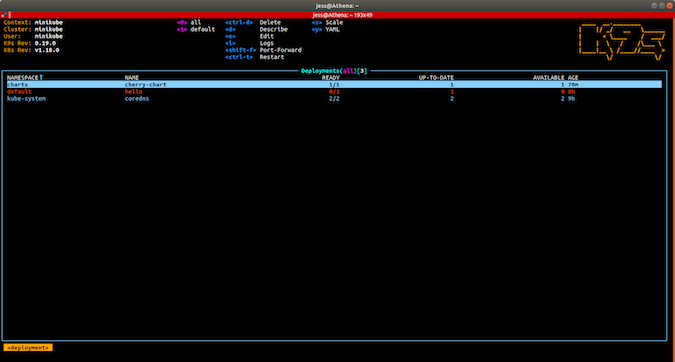 Jess@Athena: ~
Jess@Athena: ~ 193x49
Context: minikube <0> all <ctrl-d> Delete <s> Scale
Cluster: minikube <1> default <d> Describe <y> YAML
User: minikube <e> Edit
K9s Rev: 0.19.0 <l> Logs
K8s Rev: v1.18.0 <shift-f> Port-Forward
<ctrl-t> Restart
Deployments(all)[3]
NAMESPACE↑ NAME READY UP-TO-DATE AVAILABLE AGE
charts cherry-chart 1/1 1 1 70m
default hello 0/1 1 0 8h
kube-system coredns 2/2 2 2 9h
<deployment>